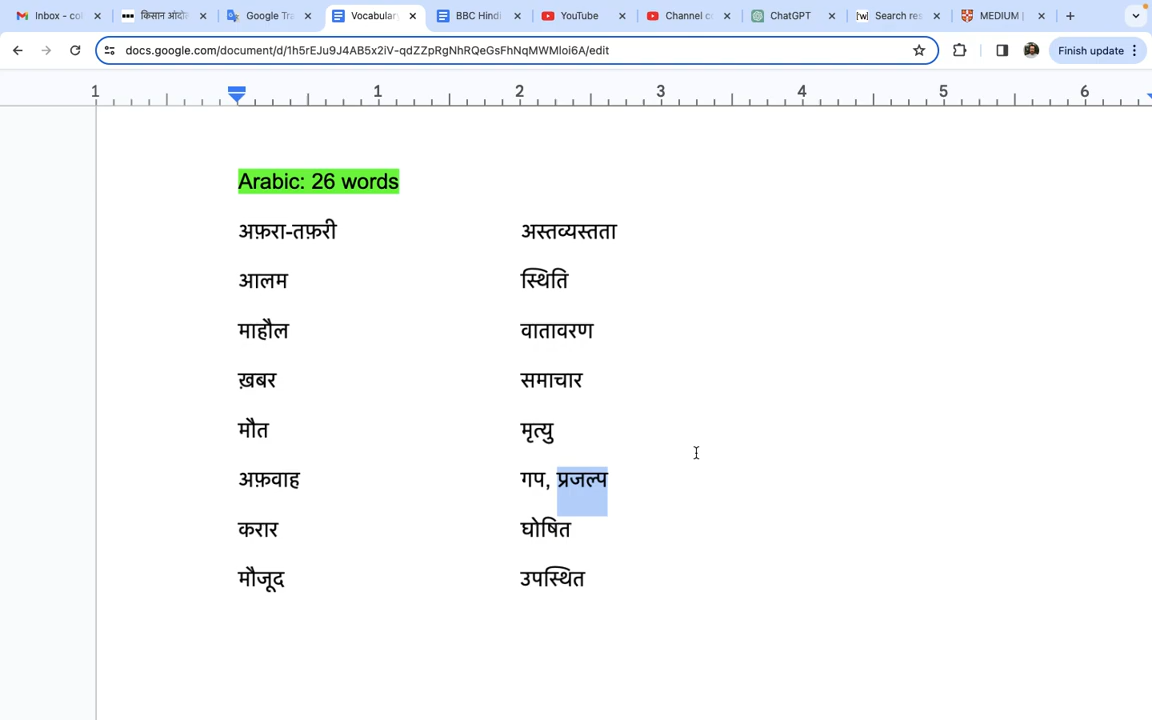 Inbox - col
किसान आंदोल
Google Tra
Vocabulary
BBC Hindi
YouTube
Channel co
ChatGPT
Search res
MEDIUM |
docs.google.com/document/d/1h5rEJu9J4AB5x2iV-qdZZpRgNhRQeGsFhNqMWMloi6A/edit
Finish update
1 1 2 3 4 5 6
Arabic: 26 words
अफ़रा-तफ़री अस्तव्यस्तता
आलम स्थिति
माहौल वातावरण
ख़बर समाचार
मौत मृत्यु
अफ़वाह गप, प्रजल्प
करार घोषित
मौजूद उपस्थित